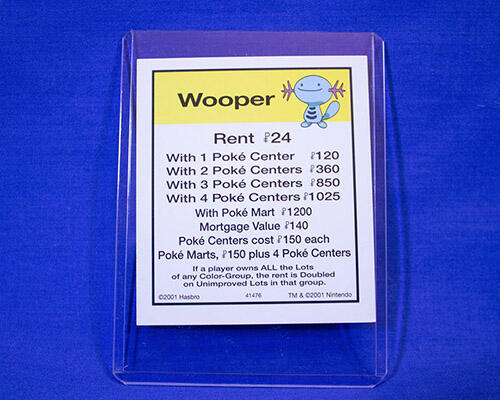 Wooper
Rent ₽24
With 1 Poké Center ₽120
With 2 Poké Centers ₽360
With 3 Poké Centers ₽850
With 4 Poké Centers ₽1025
With Poké Mart ₽1200
Mortgage Value ₽140
Poké Centers cost ₽150 each
Poké Marts, ₽150 plus 4 Poké Centers
If a player owns ALL the Lots
of any Color-Group, the rent is Doubled
on Unimproved Lots in that group.
©2001 Hasbro 41476 TM & ©2001 Nintendo